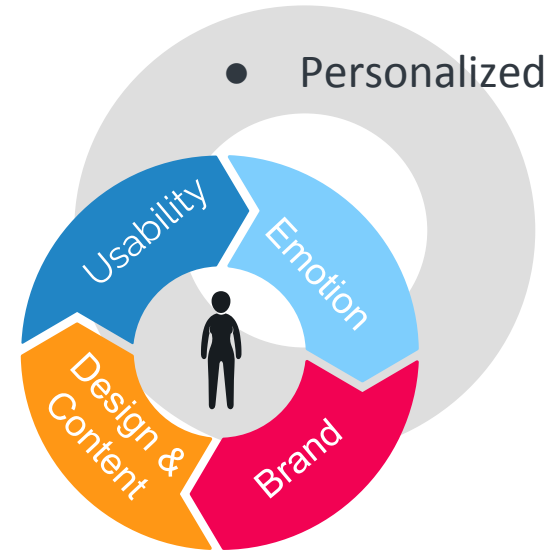 ● Personalized
Usability
Emotion
Design &
Content
Brand